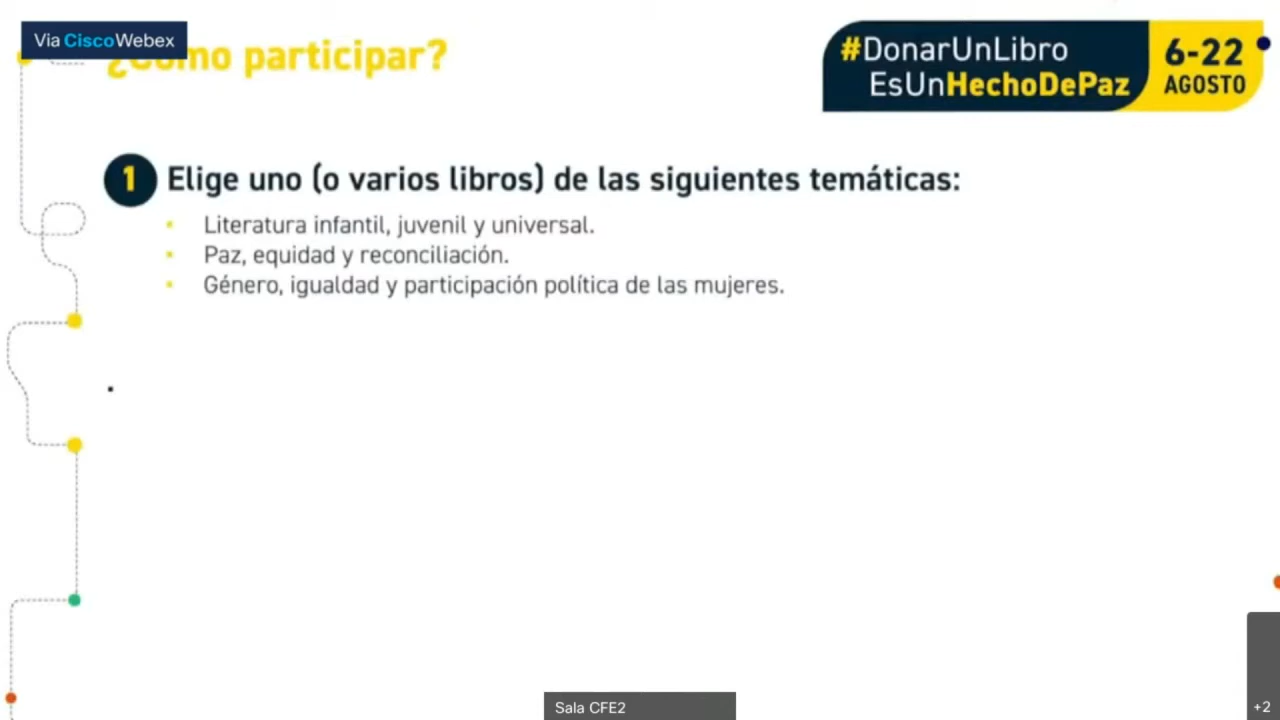 Via CiscoWebex
¿Cómo participar?
#DonarUnLibro
EsUnHechoDePaz
6-22
AGOSTO
1 Elige uno (o varios libros) de las siguientes temáticas:
Literatura infantil, juvenil y universal.
Paz, equidad y reconciliación.
Género, igualdad y participación política de las mujeres.
Sala CFE2
+2